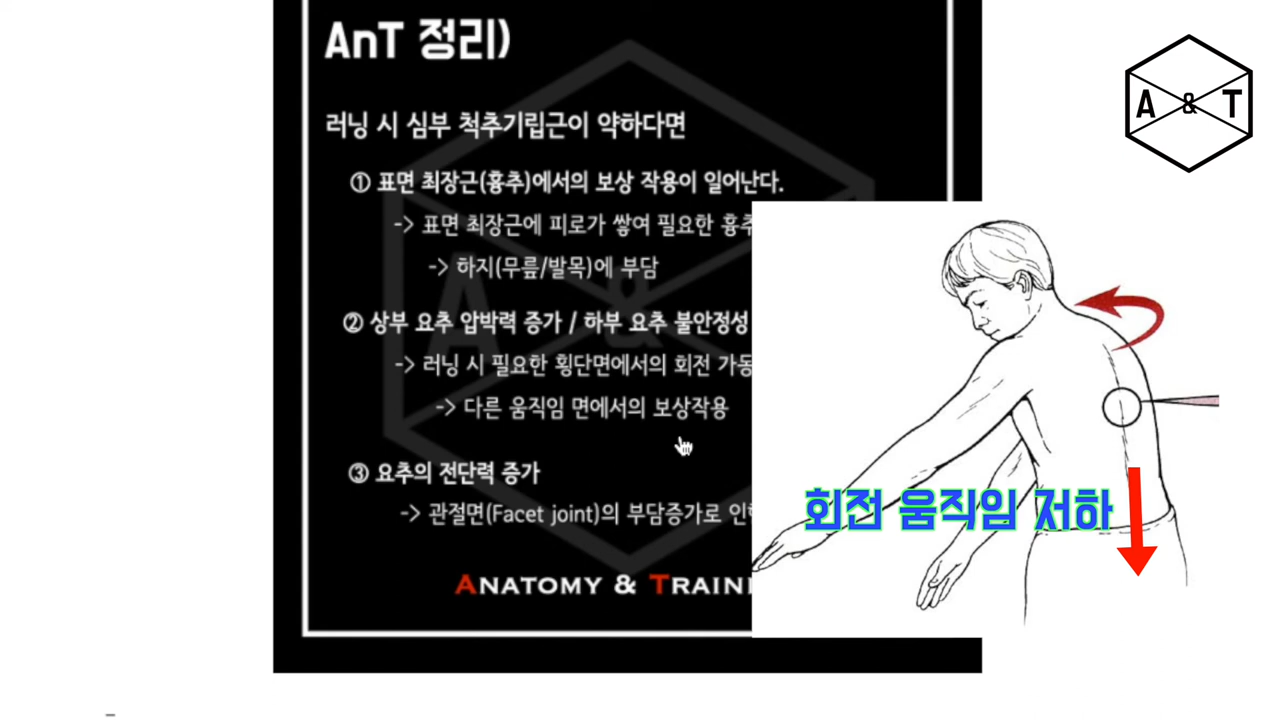 AnT 정리)
A & T
러닝 시 심부 척추기립근이 약하다면
① 표면 최장근(흉추)에서의 보상 작용이 일어난다.
-> 표면 최장근에 피로가 쌓여 필요한 흉추
-> 하지(무릎/발목)에 부담
② 상부 요추 압박력 증가 / 하부 요추 불안정성
-> 러닝 시 필요한 횡단면에서의 회전 가동
-> 다른 움직임 면에서의 보상작용
③ 요추의 전단력 증가
-> 관절면(Facet joint)의 부담증가로 인한
회전 움직임 저하
ANATOMY & TRAINI